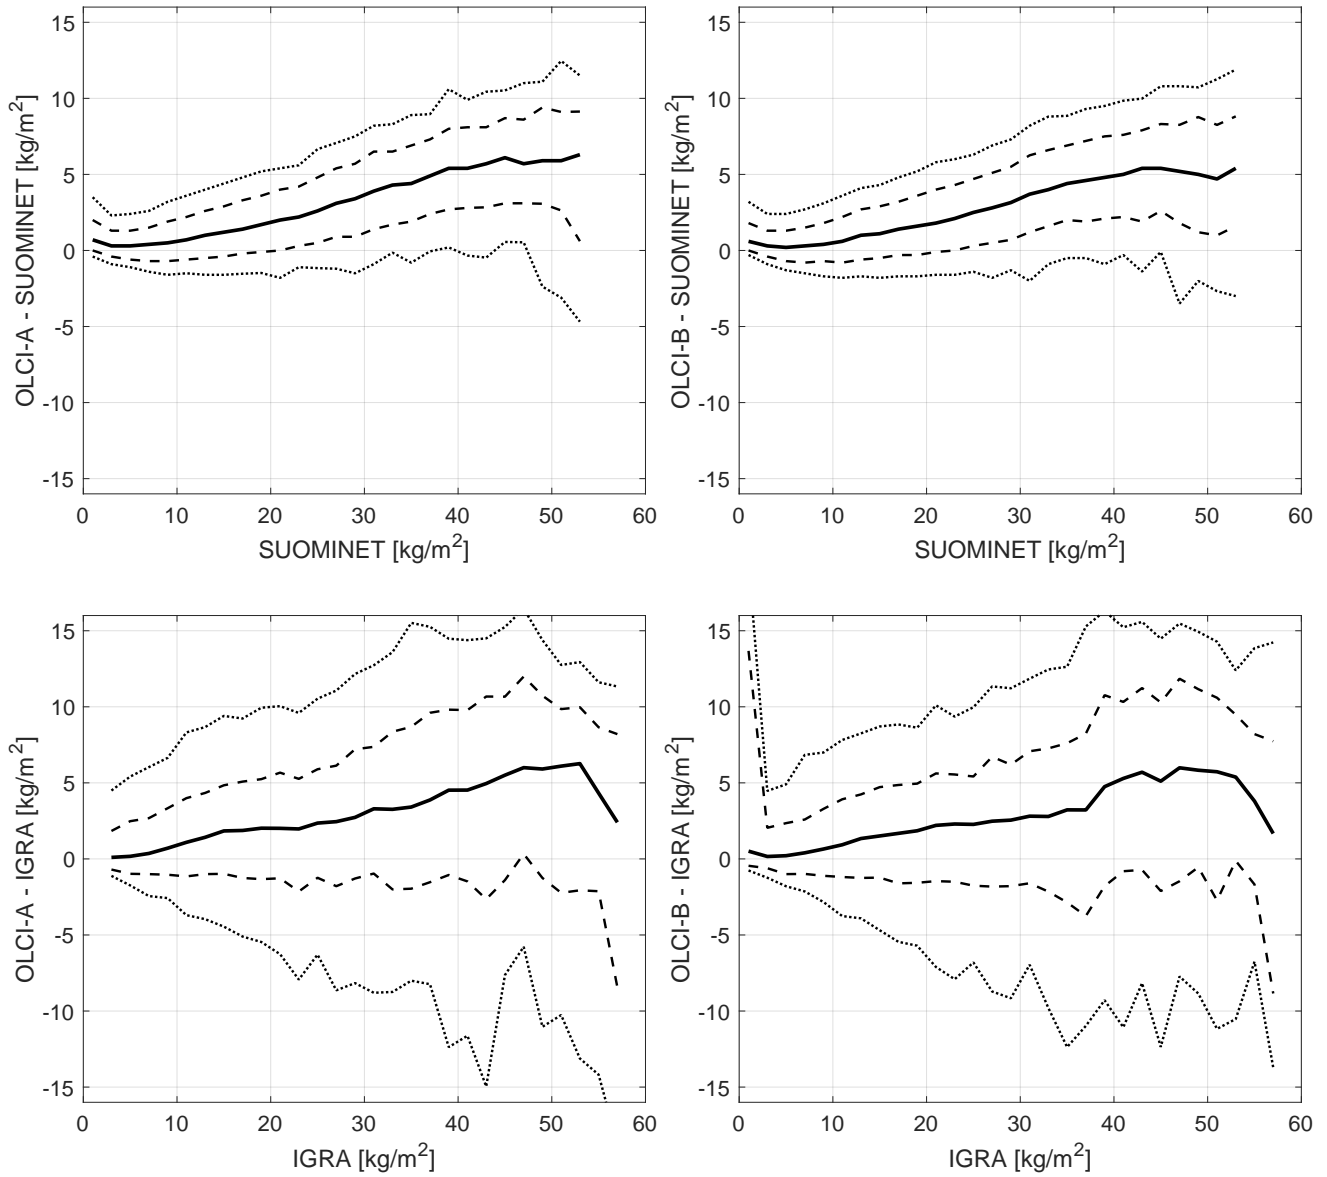 15
10
5
0
-5
-10
-15
OLCI-A - SUOMINET [kg/m²]
0 10 20 30 40 50 60
SUOMINET [kg/m²]
15
10
5
0
-5
-10
-15
OLCI-B - SUOMINET [kg/m²]
0 10 20 30 40 50 60
SUOMINET [kg/m²]
15
10
5
0
-5
-10
-15
OLCI-A - IGRA [kg/m²]
0 10 20 30 40 50 60
IGRA [kg/m²]
15
10
5
0
-5
-10
-15
OLCI-B - IGRA [kg/m²]
0 10 20 30 40 50 60
IGRA [kg/m²]